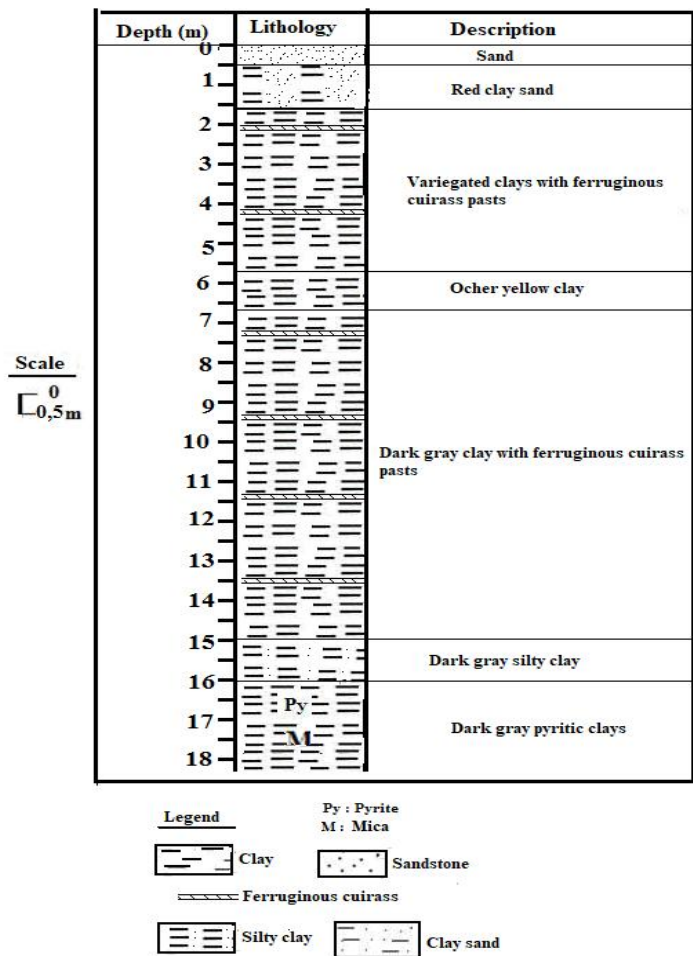 Depth (m) Lithology Description
0
Sand
1
Red clay sand
2
3
Variegated clays with ferruginous
cuirass pasts
4
5
6
Ocher yellow clay
7
8
Scale
0
0,5 m
9
10
Dark gray clay with ferruginous cuirass
pasts
11
12
13
14
15
Dark gray silty clay
16
Py
17
Dark gray pyritic clays
M
18
Legend
Py : Pyrite
M : Mica
Clay
Sandstone
Ferruginous cuirass
Silty clay
Clay sand